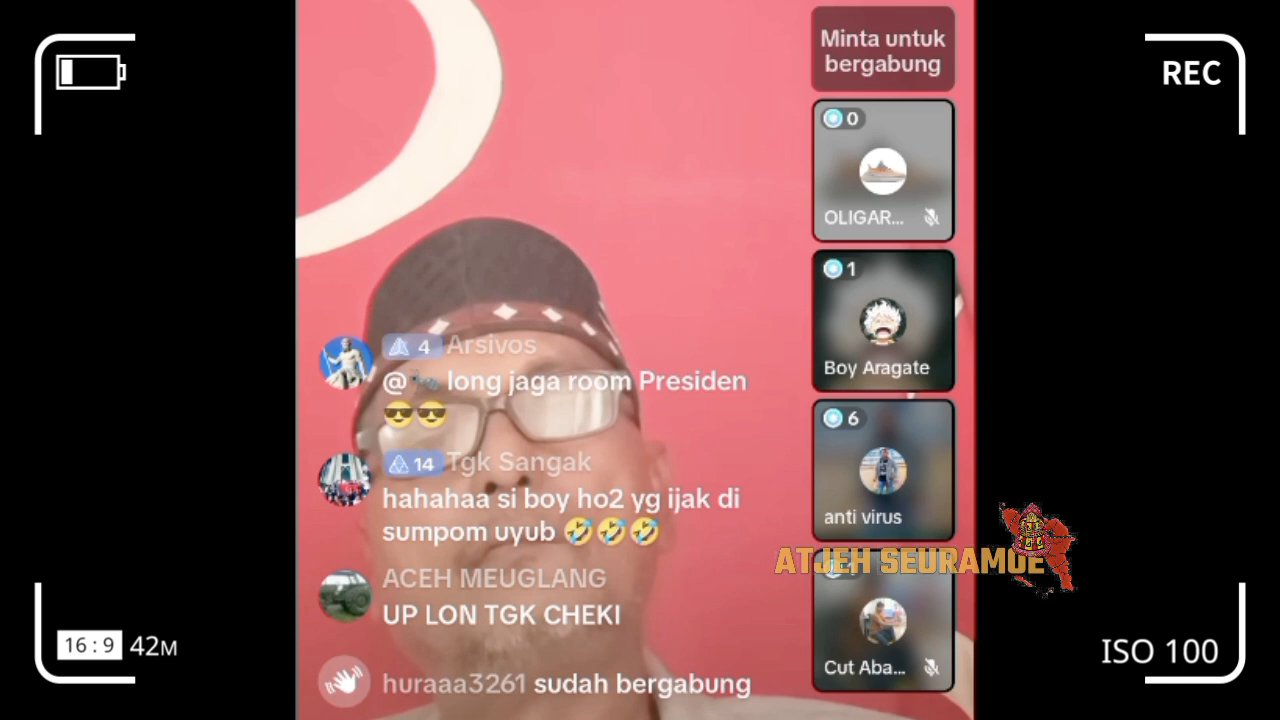 REC
Minta untuk
bergabung
0
OLIGAR...
1
Boy Aragate
4 Arsivos
@🐜 long jaga room Presiden
😎😎
6
anti virus
14 Tgk Sangak
hahahaa si boy ho2 yg ijak di
sumpom uyub 🤣🤣🤣
ATJEH SEURAMOE
ACEH MEUGLANG
UP LON TGK CHEKI
Cut Aba...
huraaa3261 sudah bergabung
16:9 42M
ISO 100